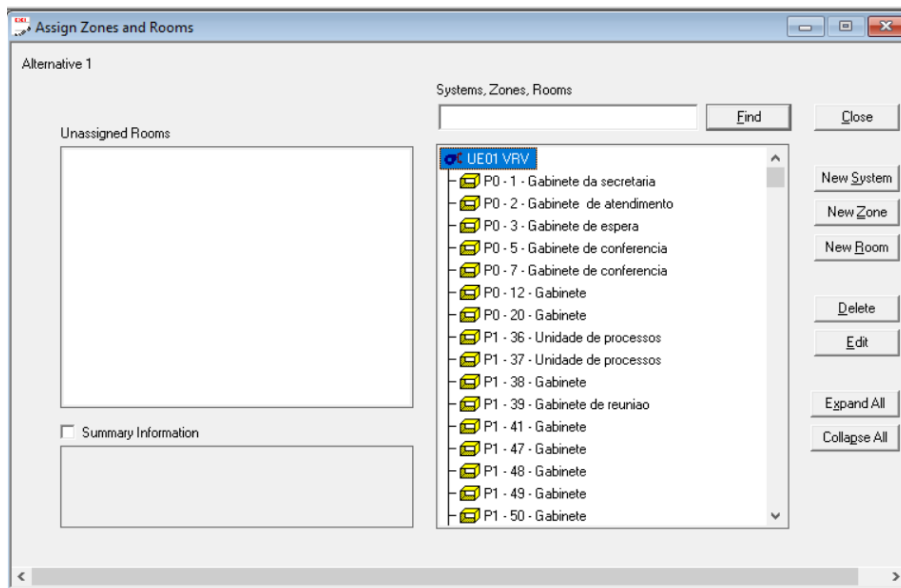 Assign Zones and Rooms
Alternative 1
Systems, Zones, Rooms
Find
Close
Unassigned Rooms
UE01 VRV
P0 - 1 - Gabinete da secretaria
P0 - 2 - Gabinete  de atendimento
P0 - 3 - Gabinete de espera
P0 - 5 - Gabinete de conferencia
P0 - 7 - Gabinete de conferencia
P0 - 12 - Gabinete
P0 - 20 - Gabinete
P1 - 36 - Unidade de processos
P1 - 37 - Unidade de processos
P1 - 38 - Gabinete
P1 - 39 - Gabinete de reuniao
P1 - 41 - Gabinete
P1 - 47 - Gabinete
P1 - 48 - Gabinete
P1 - 49 - Gabinete
P1 - 50 - Gabinete
New System
New Zone
New Room
Delete
Edit
Expand All
Collapse All
Summary Information